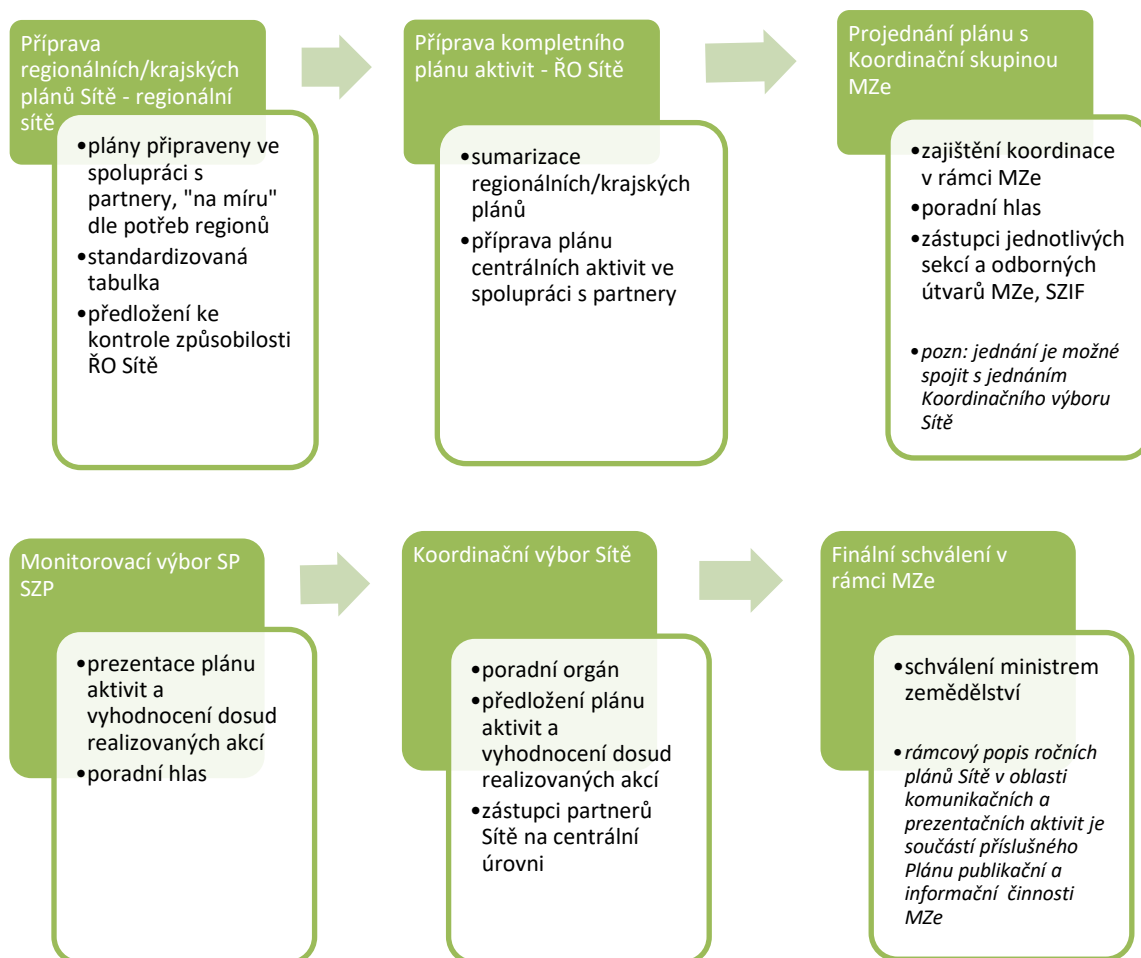 Příprava
regionálních/krajských
plánů Sítě - regionální
sítě
•plány připraveny ve
spolupráci s
partnery, "na míru"
dle potřeb regionů
•standardizovaná
tabulka
•předložení ke
kontrole způsobilosti
ŘO Sítě
Příprava kompletního
plánu aktivit - ŘO Sítě
•sumarizace
regionálních/krajských
plánů
•příprava plánu
centrálních aktivit ve
spolupráci s partnery
Projednání plánu s
Koordinační skupinou
MZe
•zajištění koordinace
v rámci MZe
•poradní hlas
•zástupci jednotlivých
sekcí a odborných
útvarů MZe, SZIF
•pozn: jednání je možné
spojit s jednáním
Koordinačního výboru
Sítě
Monitorovací výbor SP
SZP
•prezentace plánu
aktivit a
vyhodnocení dosud
realizovaných akcí
•poradní hlas
Koordinační výbor Sítě
•poradní orgán
•předložení plánu
aktivit a
vyhodnocení dosud
realizovaných akcí
•zástupci partnerů
Sítě na centrální
úrovni
Finální schválení v
rámci MZe
•schválení ministrem
zemědělství
•rámcový popis ročních
plánů Sítě v oblasti
komunikačních a
prezentačních aktivit je
součástí příslušného
Plánu publikační a
informační činnosti
MZe